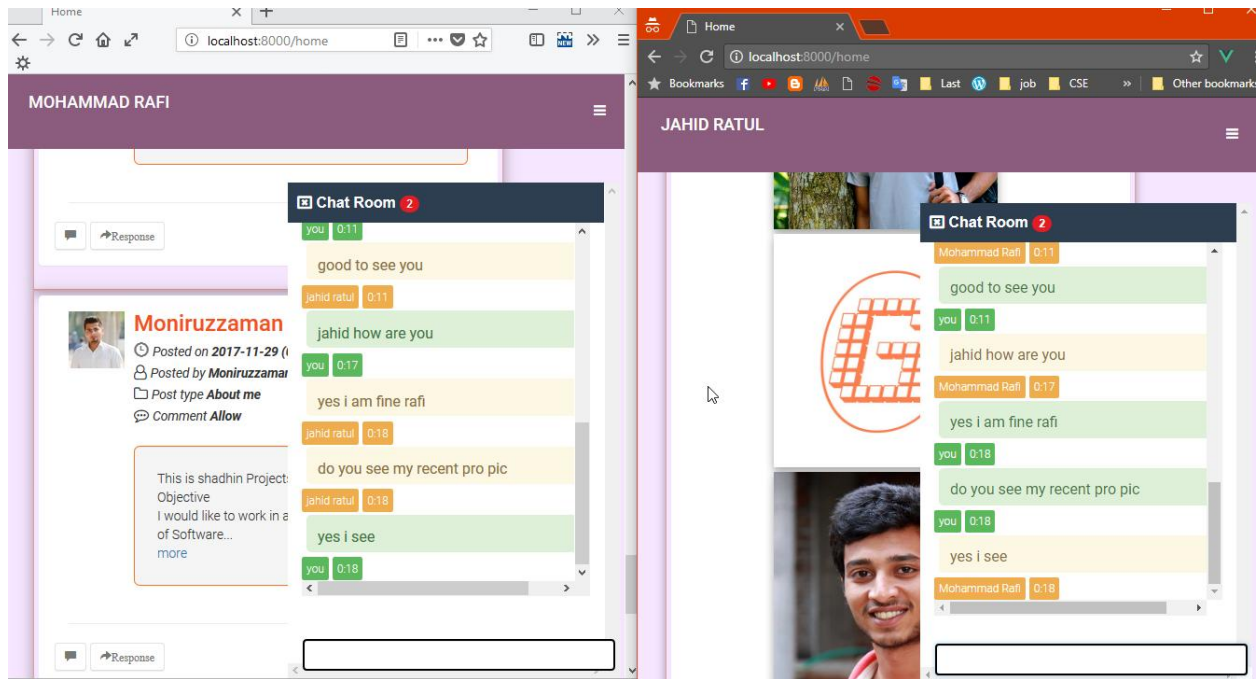 Home
localhost:8000/home
NEW
MOHAMMAD RAFI
Chat Room 2
you 0:11
good to see you
jahid ratul 0:11
jahid how are you
you 0:17
yes i am fine rafi
jahid ratul 0:18
do you see my recent pro pic
jahid ratul 0:18
yes i see
you 0:18
Response
Moniruzzaman
Posted on 2017-11-29
Posted by Moniruzzaman
Post type About me
Comment Allow
This is shadhin Projects
Objective
I would like to work in a
of Software...
more
Response
Home
localhost:8000/home
Bookmarks Last job CSE » Other bookmarks
JAHID RATUL
Chat Room 2
Mohammad Rafi 0:11
good to see you
you 0:11
jahid how are you
Mohammad Rafi 0:17
yes i am fine rafi
you 0:18
do you see my recent pro pic
you 0:18
yes i see
Mohammad Rafi 0:18